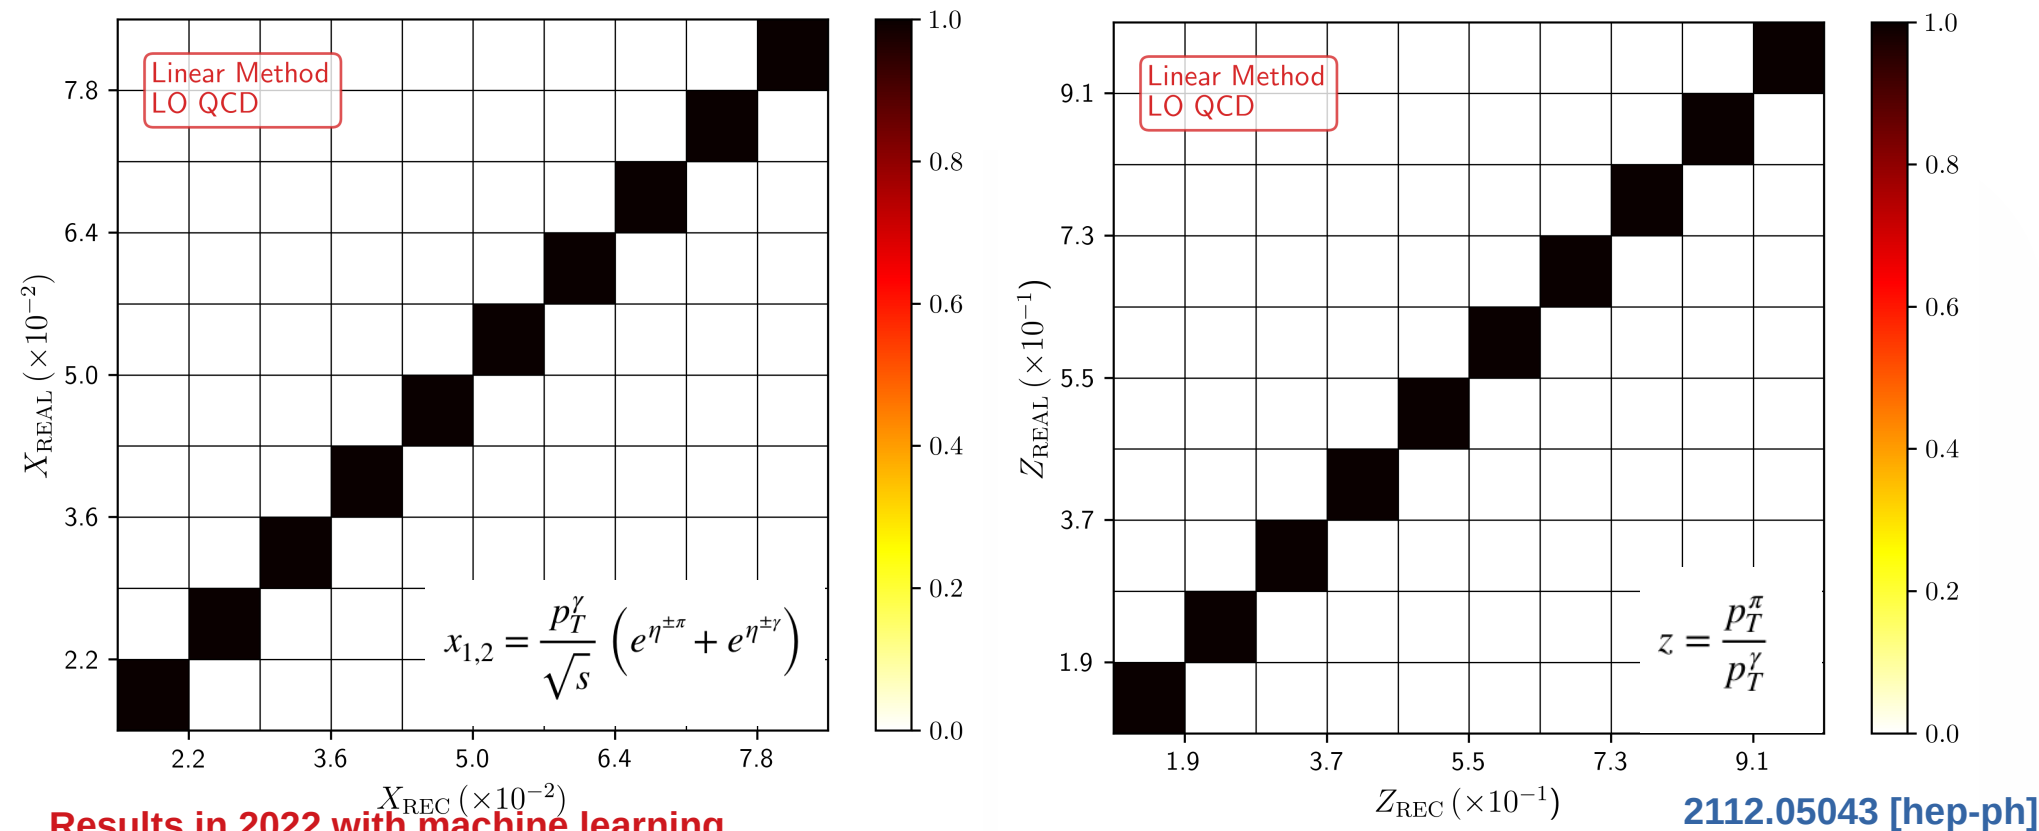 Linear Method
LO QCD
7.8
6.4
5.0
3.6
2.2
X_REAL (×10⁻²)
2.2 3.6 5.0 6.4 7.8
X_REC (×10⁻²)
1.0
0.8
0.6
0.4
0.2
0.0
x₁,₂ = p_T^γ / √s (e^{η^{±π}} + e^{η^{±γ}})
Results in 2022 with machine learning
Linear Method
LO QCD
9.1
7.3
5.5
3.7
1.9
Z_REAL (×10⁻¹)
1.9 3.7 5.5 7.3 9.1
Z_REC (×10⁻¹)
1.0
0.8
0.6
0.4
0.2
0.0
z = p_T^π / p_T^γ
2112.05043 [hep-ph]